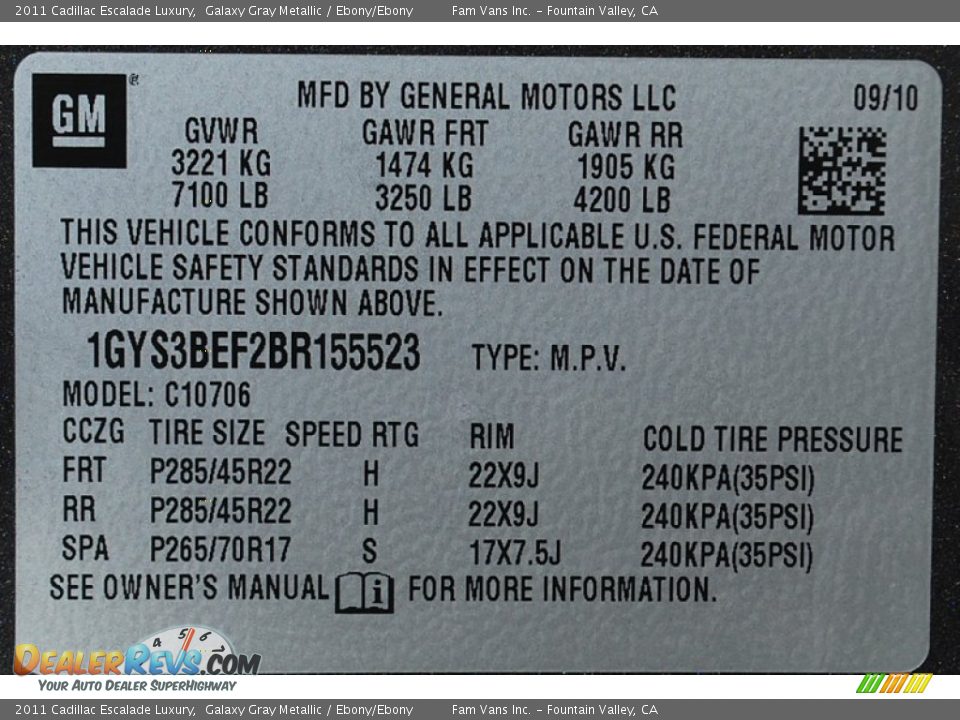 2011 Cadillac Escalade Luxury, Galaxy Gray Metallic / Ebony/Ebony Fam Vans Inc. - Fountain Valley, CA
GM ®
MFD BY GENERAL MOTORS LLC 09/10
GVWR GAWR FRT GAWR RR
3221 KG 1474 KG 1905 KG
7100 LB 3250 LB 4200 LB
THIS VEHICLE CONFORMS TO ALL APPLICABLE U.S. FEDERAL MOTOR
VEHICLE SAFETY STANDARDS IN EFFECT ON THE DATE OF
MANUFACTURE SHOWN ABOVE.
1GYS3BEF2BR155523 TYPE: M.P.V.
MODEL: C10706
CCZG TIRE SIZE SPEED RTG RIM COLD TIRE PRESSURE
FRT P285/45R22 H 22X9J 240KPA(35PSI)
RR P285/45R22 H 22X9J 240KPA(35PSI)
SPA P265/70R17 S 17X7.5J 240KPA(35PSI)
SEE OWNER'S MANUAL i FOR MORE INFORMATION.
4 5 6 7
DEALERREVS.COM
YOUR AUTO DEALER SUPERHIGHWAY
2011 Cadillac Escalade Luxury, Galaxy Gray Metallic / Ebony/Ebony Fam Vans Inc. - Fountain Valley, CA